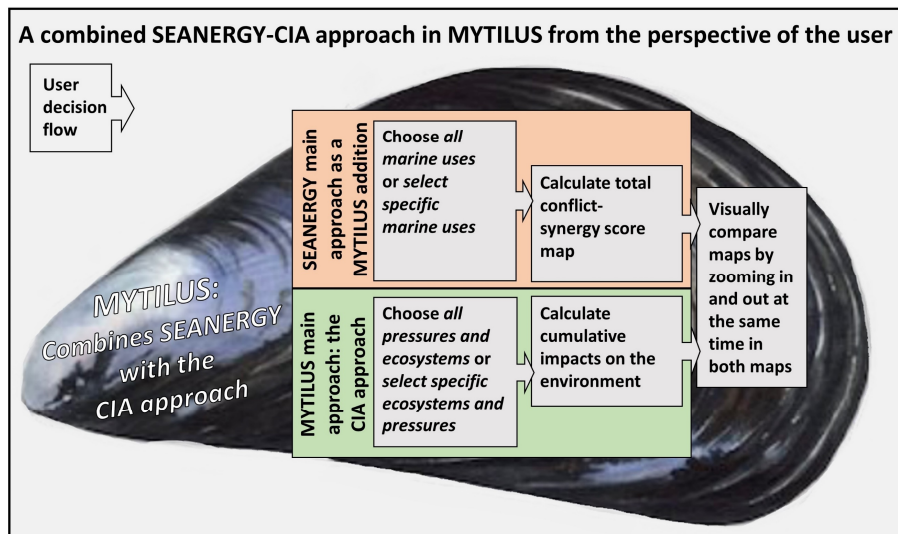 A combined SEANERGY-CIA approach in MYTILUS from the perspective of the user
User
decision
flow
SEANERGY main
approach as a
MYTILUS addition
Choose all
marine uses
or select
specific
marine uses
Calculate total
conflict-
synergy score
map
Visually
compare
maps by
zooming in
and out at
the same
time in
both maps
MYTILUS:
Combines SEANERGY
with the
CIA approach
MYTILUS main
approach: the
CIA approach
Choose all
pressures and
ecosystems or
select specific
ecosystems and
pressures
Calculate
cumulative
impacts on the
environment